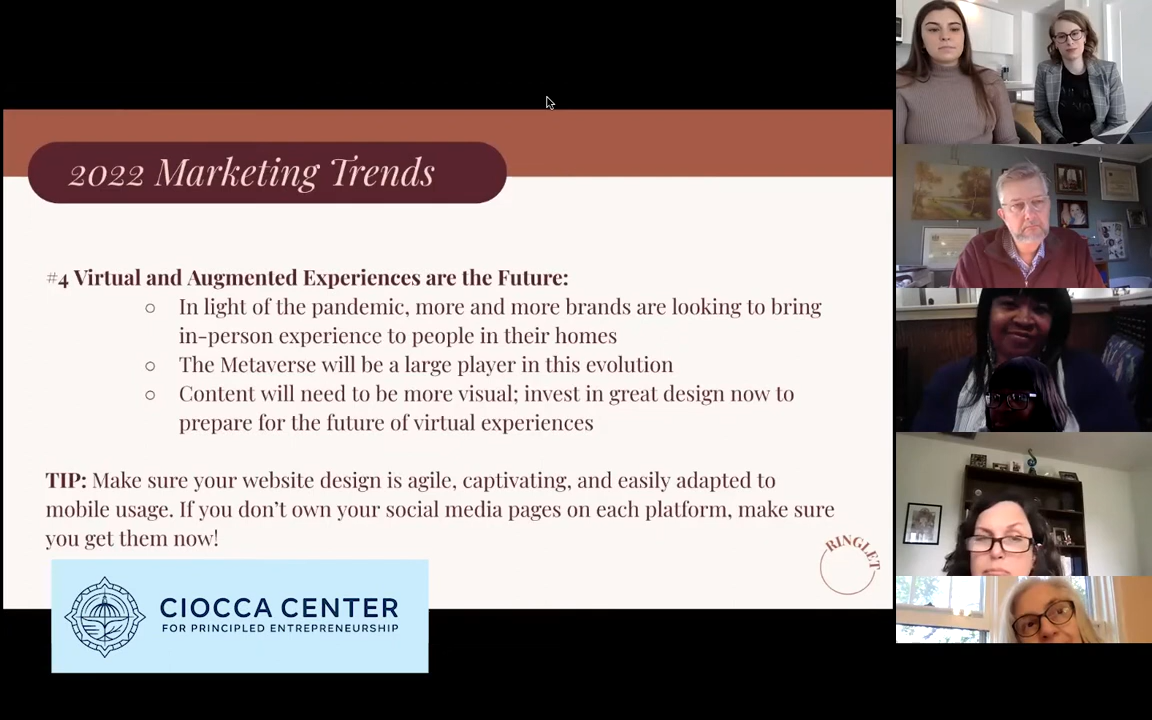 2022 Marketing Trends
#4 Virtual and Augmented Experiences are the Future:
○ In light of the pandemic, more and more brands are looking to bring
in-person experience to people in their homes
○ The Metaverse will be a large player in this evolution
○ Content will need to be more visual; invest in great design now to
prepare for the future of virtual experiences
TIP: Make sure your website design is agile, captivating, and easily adapted to
mobile usage. If you don't own your social media pages on each platform, make sure
you get them now!
RINGLET
CIOCCA CENTER
FOR PRINCIPLED ENTREPRENEURSHIP